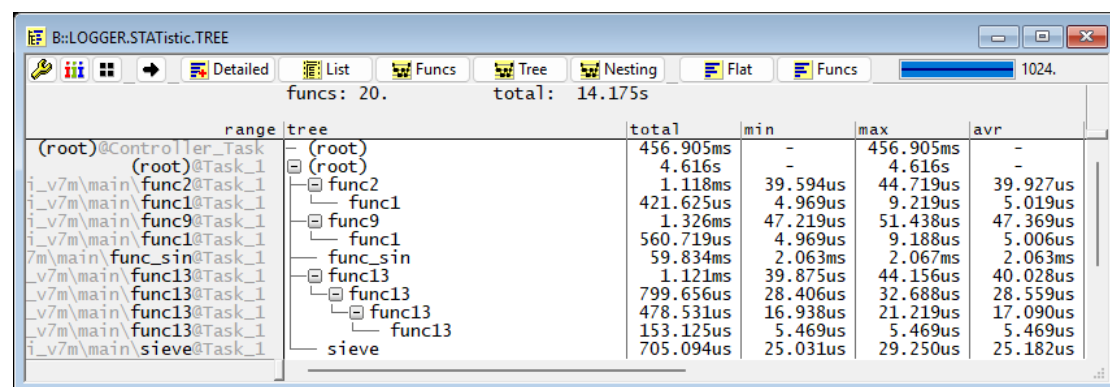 B::LOGGER.STATistic.TREE
Detailed List Funcs Tree Nesting Flat Funcs 1024.
funcs: 20. total: 14.175s
range tree total min max avr
(root)@Controller_Task (root) 456.905ms - 456.905ms -
(root)@Task_1 (root) 4.616s - 4.616s -
i_v7m\main\func2@Task_1 func2 1.118ms 39.594us 44.719us 39.927us
i_v7m\main\func1@Task_1 func1 421.625us 4.969us 9.219us 5.019us
i_v7m\main\func9@Task_1 func9 1.326ms 47.219us 51.438us 47.369us
i_v7m\main\func1@Task_1 func1 560.719us 4.969us 9.188us 5.006us
7m\main\func_sin@Task_1 func_sin 59.834ms 2.063ms 2.067ms 2.063ms
_v7m\main\func13@Task_1 func13 1.121ms 39.875us 44.156us 40.028us
_v7m\main\func13@Task_1 func13 799.656us 28.406us 32.688us 28.559us
_v7m\main\func13@Task_1 func13 478.531us 16.938us 21.219us 17.090us
_v7m\main\func13@Task_1 func13 153.125us 5.469us 5.469us 5.469us
i_v7m\main\sieve@Task_1 sieve 705.094us 25.031us 29.250us 25.182us